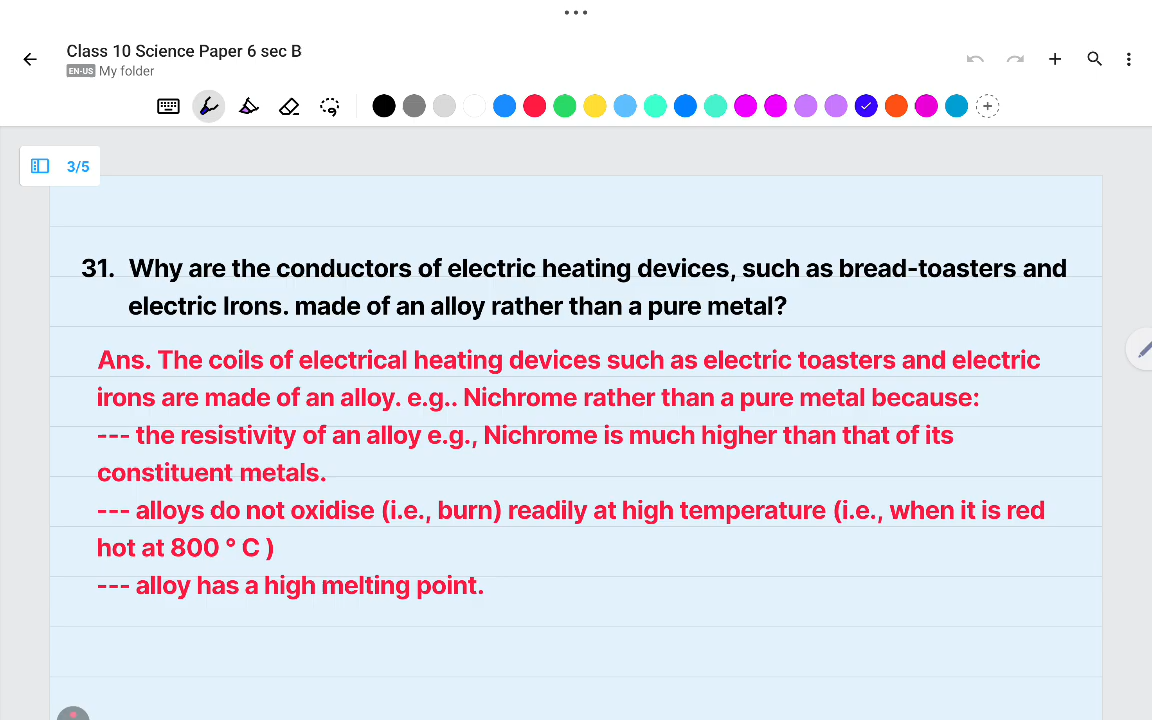 Class 10 Science Paper 6 sec B
EN-US My folder
3/5
31. Why are the conductors of electric heating devices, such as bread-toasters and
electric Irons. made of an alloy rather than a pure metal?
Ans. The coils of electrical heating devices such as electric toasters and electric
irons are made of an alloy. e.g.. Nichrome rather than a pure metal because:
--- the resistivity of an alloy e.g., Nichrome is much higher than that of its
constituent metals.
--- alloys do not oxidise (i.e., burn) readily at high temperature (i.e., when it is red
hot at 800 ° C )
--- alloy has a high melting point.